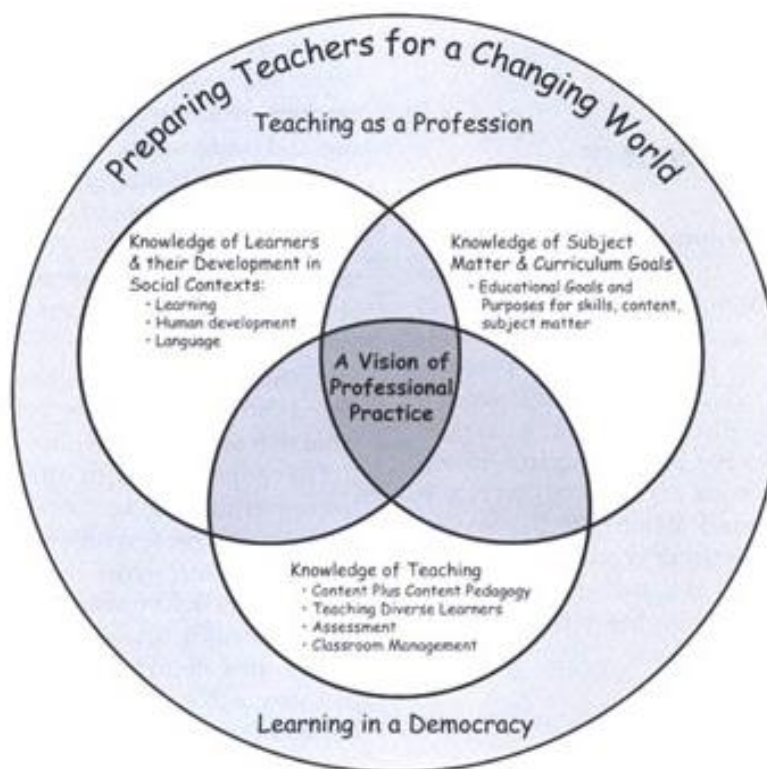 Preparing Teachers for a Changing World
Teaching as a Profession
Knowledge of Learners
& their Development in
Social Contexts:
• Learning
• Human development
• Language
Knowledge of Subject
Matter & Curriculum Goals
• Educational Goals and
Purposes for skills, content,
subject matter
A Vision of
Professional
Practice
Knowledge of Teaching
• Content Plus Content Pedagogy
• Teaching Diverse Learners
• Assessment
• Classroom Management
Learning in a Democracy